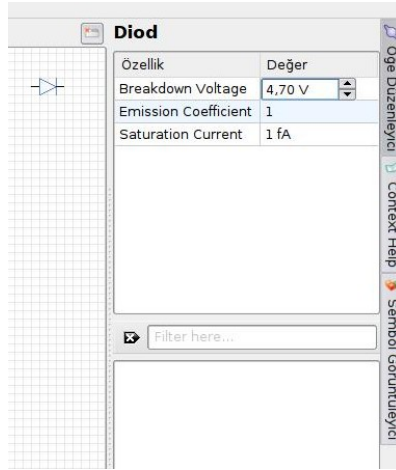 Diod
Özellik Değer
Breakdown Voltage 4,70 V
Emission Coefficient 1
Saturation Current 1 fA
Filter here...
Öğe Düzenleyici
Context Help
Sembol Görüntüleyici